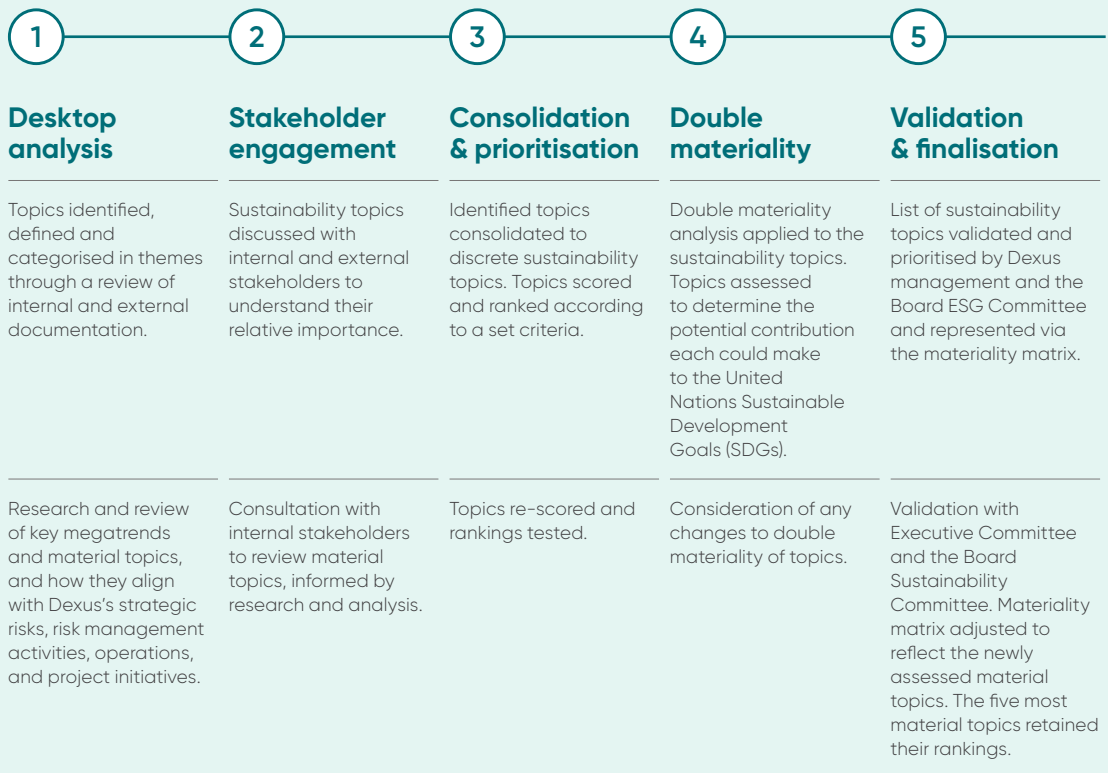 1
2
3
4
5
Desktop
analysis
Stakeholder
engagement
Consolidation
& prioritisation
Double
materiality
Validation
& finalisation
Topics identified,
defined and
categorised in themes
through a review of
internal and external
documentation.
Sustainability topics
discussed with
internal and external
stakeholders to
understand their
relative importance.
Identified topics
consolidated to
discrete sustainability
topics. Topics scored
and ranked according
to a set criteria.
Double materiality
analysis applied to the
sustainability topics.
Topics assessed
to determine the
potential contribution
each could make
to the United
Nations Sustainable
Development
Goals (SDGs).
List of sustainability
topics validated and
prioritised by Dexus
management and the
Board ESG Committee
and represented via
the materiality matrix.
Research and review
of key megatrends
and material topics,
and how they align
with Dexus's strategic
risks, risk management
activities, operations,
and project initiatives.
Consultation with
internal stakeholders
to review material
topics, informed by
research and analysis.
Topics re-scored and
rankings tested.
Consideration of any
changes to double
materiality of topics.
Validation with
Executive Committee
and the Board
Sustainability
Committee. Materiality
matrix adjusted to
reflect the newly
assessed material
topics. The five most
material topics retained
their rankings.